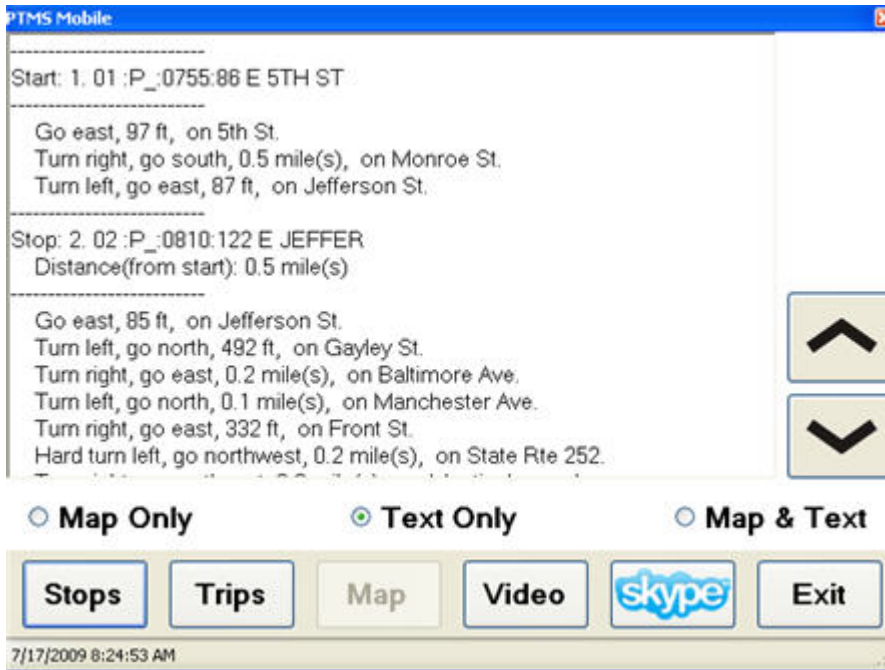 PTMS Mobile
--------------------------
Start: 1. 01 :P_:0755:86 E 5TH ST
--------------------------
Go east, 97 ft,  on 5th St.
Turn right, go south, 0.5 mile(s),  on Monroe St.
Turn left, go east, 87 ft,  on Jefferson St.
--------------------------
Stop: 2. 02 :P_:0810:122 E JEFFER
Distance(from start): 0.5 mile(s)
--------------------------
Go east, 85 ft,  on Jefferson St.
Turn left, go north, 492 ft,  on Gayley St.
Turn right, go east, 0.2 mile(s),  on Baltimore Ave.
Turn left, go north, 0.1 mile(s),  on Manchester Ave.
Turn right, go east, 332 ft,  on Front St.
Hard turn left, go northwest, 0.2 mile(s),  on State Rte 252.
Map Only Text Only Map & Text
Stops Trips Map Video skype Exit
7/17/2009 8:24:53 AM